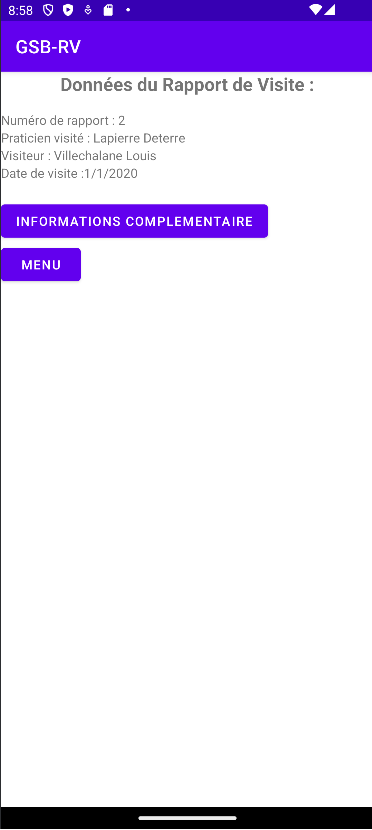 8:58
GSB-RV
Données du Rapport de Visite :
Numéro de rapport : 2
Praticien visité : Lapierre Deterre
Visiteur : Villechalane Louis
Date de visite :1/1/2020
INFORMATIONS COMPLEMENTAIRE
MENU